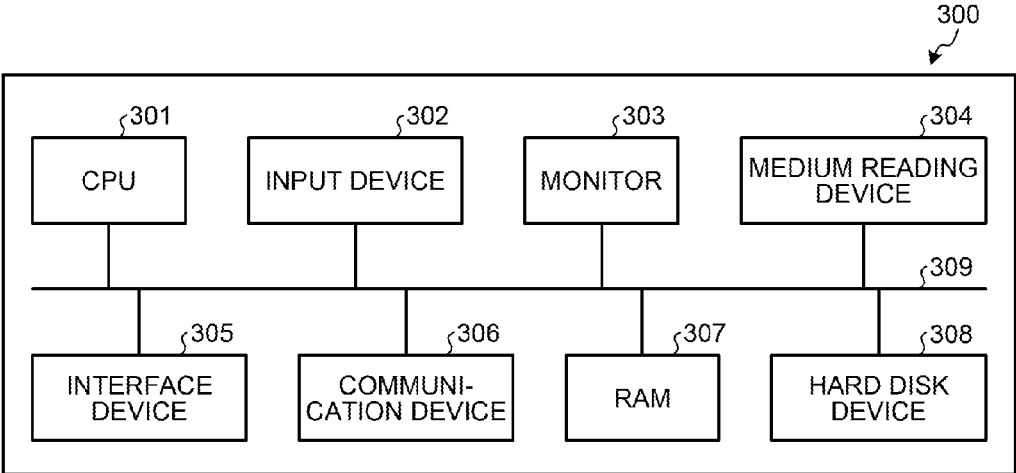 300
301
302
303
304
CPU
INPUT DEVICE
MONITOR
MEDIUM READING
DEVICE
309
305
306
307
308
INTERFACE
DEVICE
COMMUNI-
CATION DEVICE
RAM
HARD DISK
DEVICE